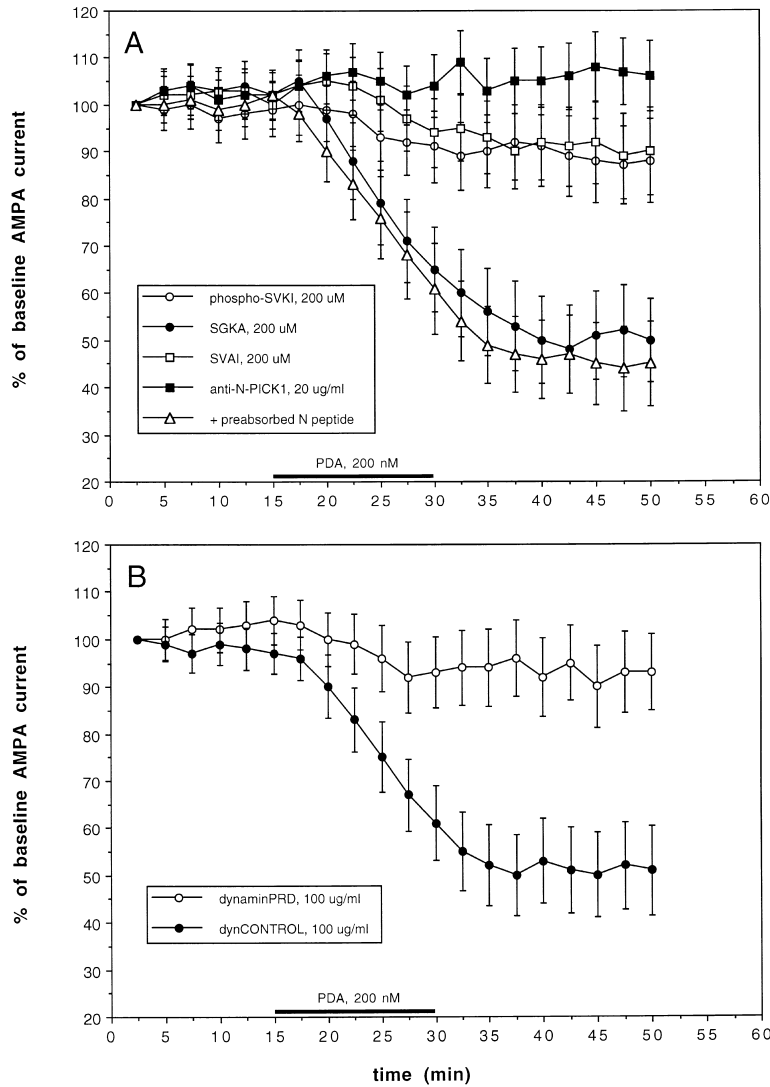 A
120
110
100
90
80
70
60
50
40
30
20
% of baseline AMPA current
phospho-SVKI, 200 uM
SGKA, 200 uM
SVAI, 200 uM
anti-N-PICK1, 20 ug/ml
+ preabsorbed N peptide
PDA, 200 nM
0 5 10 15 20 25 30 35 40 45 50 55 60
B
120
110
100
90
80
70
60
50
40
30
20
% of baseline AMPA current
dynaminPRD, 100 ug/ml
dynCONTROL, 100 ug/ml
PDA, 200 nM
0 5 10 15 20 25 30 35 40 45 50 55 60
time (min)